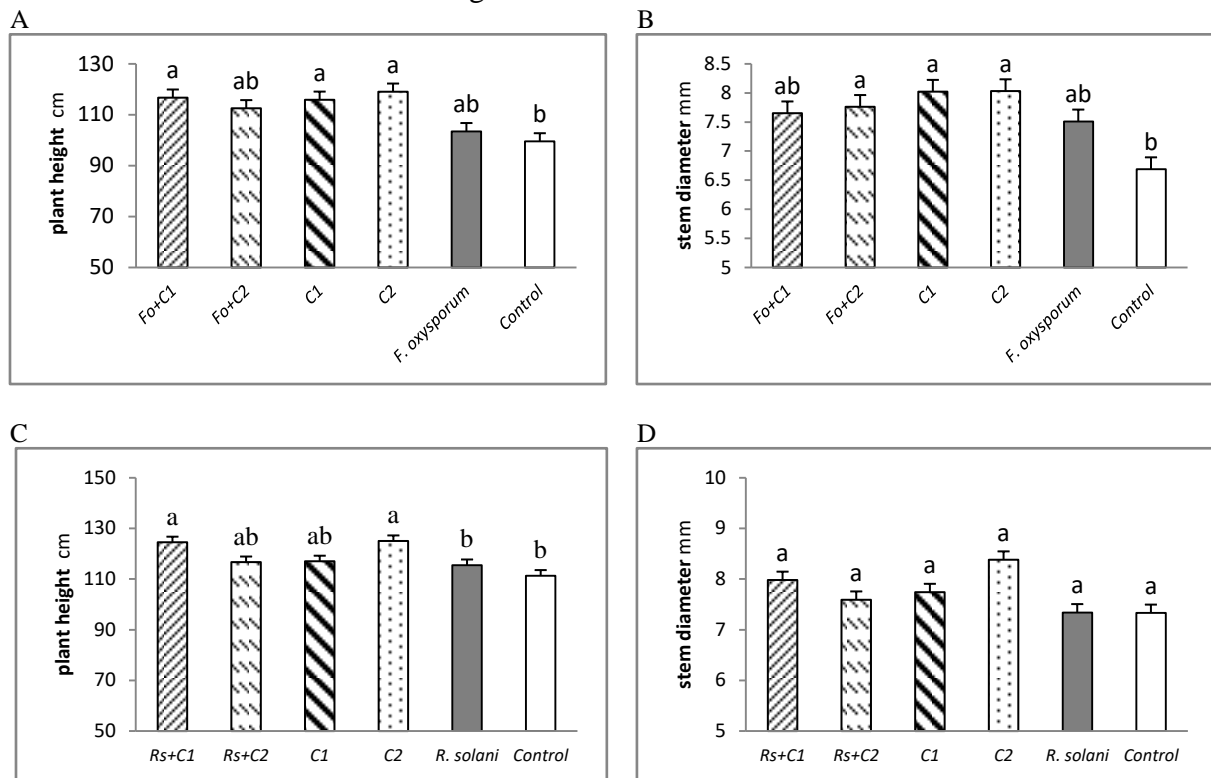 A
plant height cm
130
110
90
70
50
a
ab
a
a
ab
b
Fo+C1
Fo+C2
C1
C2
F. oxysporum
Control
B
stem diameter mm
8.5
8
7.5
7
6.5
6
5.5
5
ab
a
a
a
ab
b
Fo+C1
Fo+C2
C1
C2
F. oxysporum
Control
C
plant height cm
150
130
110
90
70
50
a
ab
ab
a
b
b
Rs+C1
Rs+C2
C1
C2
R. solani
Control
D
stem diameter mm
10
9
8
7
6
5
a
a
a
a
a
a
Rs+C1
Rs+C2
C1
C2
R. solani
Control